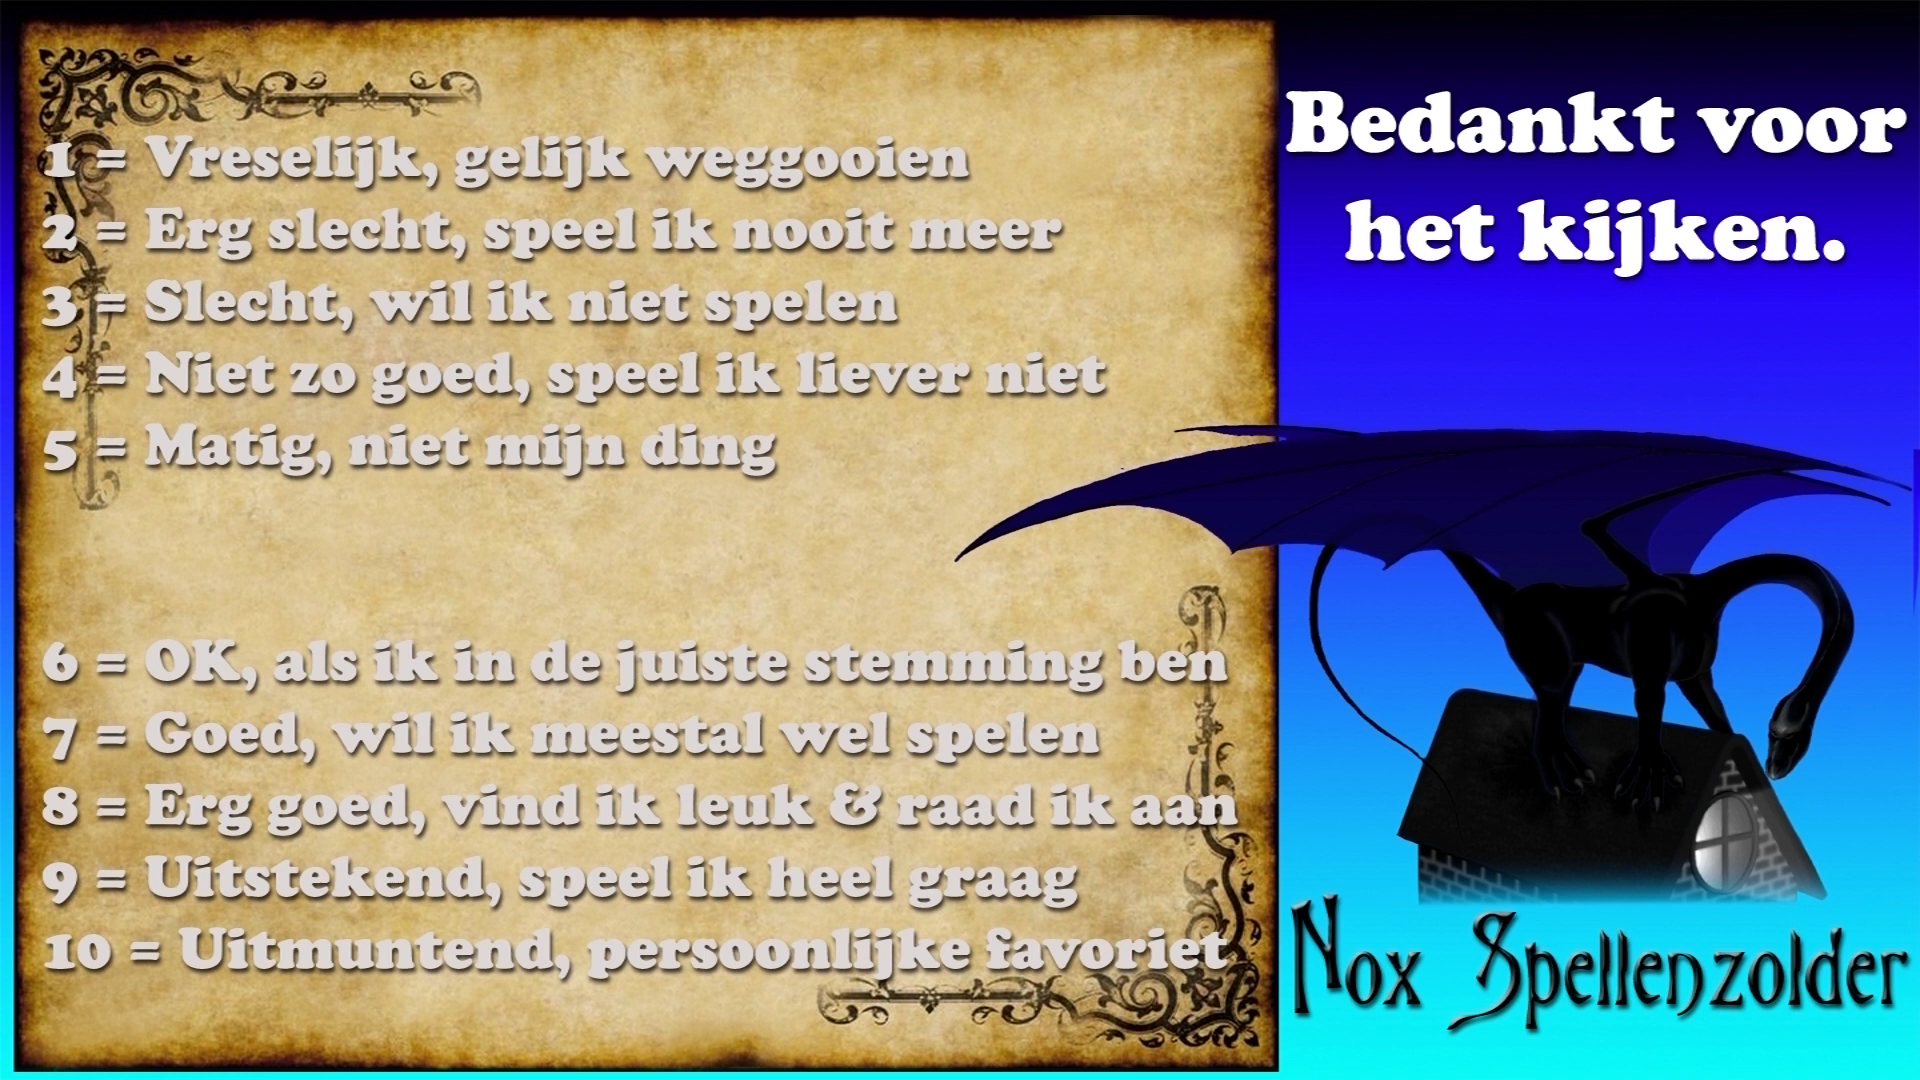 1 = Vreselijk, gelijk weggooien
2 = Erg slecht, speel ik nooit meer
3 = Slecht, wil ik niet spelen
4 = Niet zo goed, speel ik liever niet
5 = Matig, niet mijn ding
6 = OK, als ik in de juiste stemming ben
7 = Goed, wil ik meestal wel spelen
8 = Erg goed, vind ik leuk & raad ik aan
9 = Uitstekend, speel ik heel graag
10 = Uitmuntend, persoonlijke favoriet
Bedankt voor
het kijken.
Nox Spellenzolder